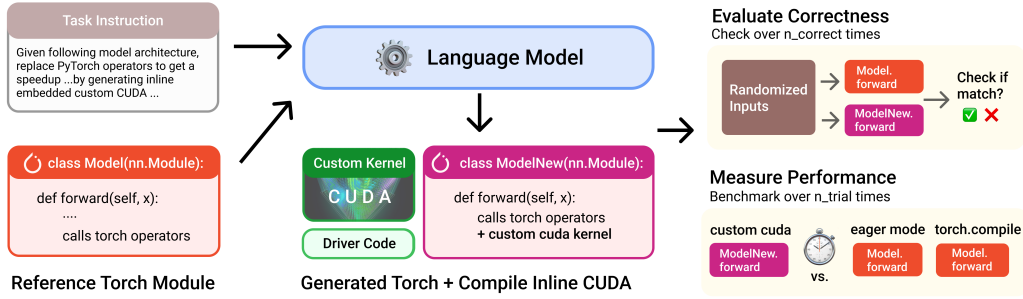 Task Instruction
Given following model architecture,
replace PyTorch operators to get a
speedup ...by generating inline
embedded custom CUDA ...
class Model(nn.Module):
def forward(self, x):
....
calls torch operators
Reference Torch Module
Language Model
Custom Kernel
CUDA
Driver Code
class ModelNew(nn.Module):
def forward(self, x):
calls torch operators
+ custom cuda kernel
Generated Torch + Compile Inline CUDA
Evaluate Correctness
Check over n_correct times
Randomized
Inputs
Model.
forward
ModelNew.
forward
Check if
match?
Measure Performance
Benchmark over n_trial times
custom cuda
ModelNew.
forward
vs.
eager mode
Model.
forward
torch.compile
Model.
forward